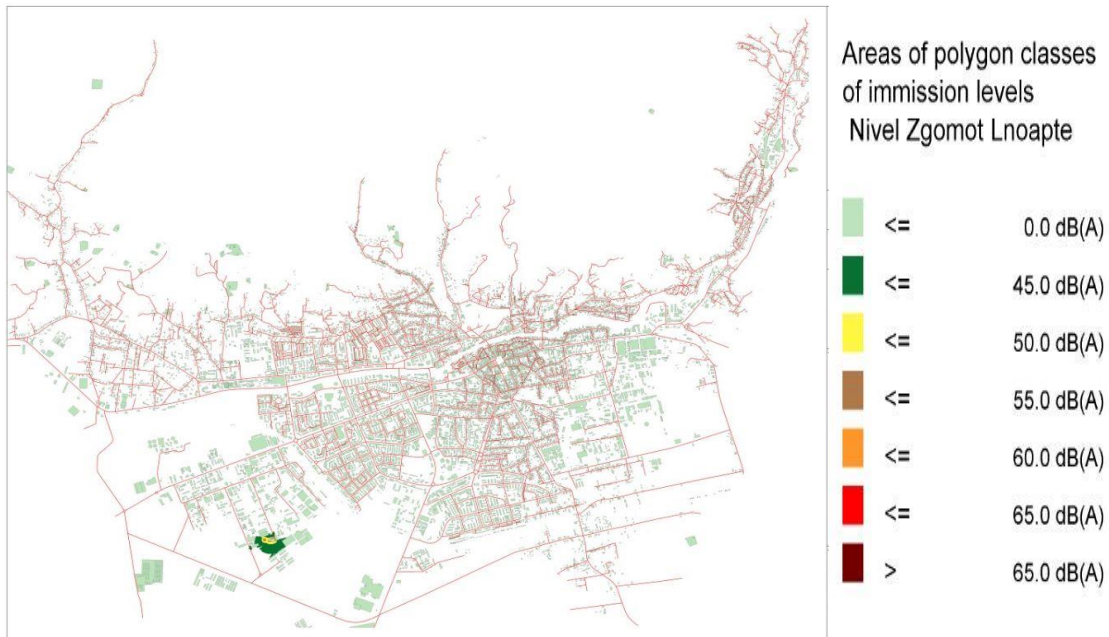 Areas of polygon classes
of immission levels
Nivel Zgomot Lnoapte
<= 0.0 dB(A)
<= 45.0 dB(A)
<= 50.0 dB(A)
<= 55.0 dB(A)
<= 60.0 dB(A)
<= 65.0 dB(A)
> 65.0 dB(A)